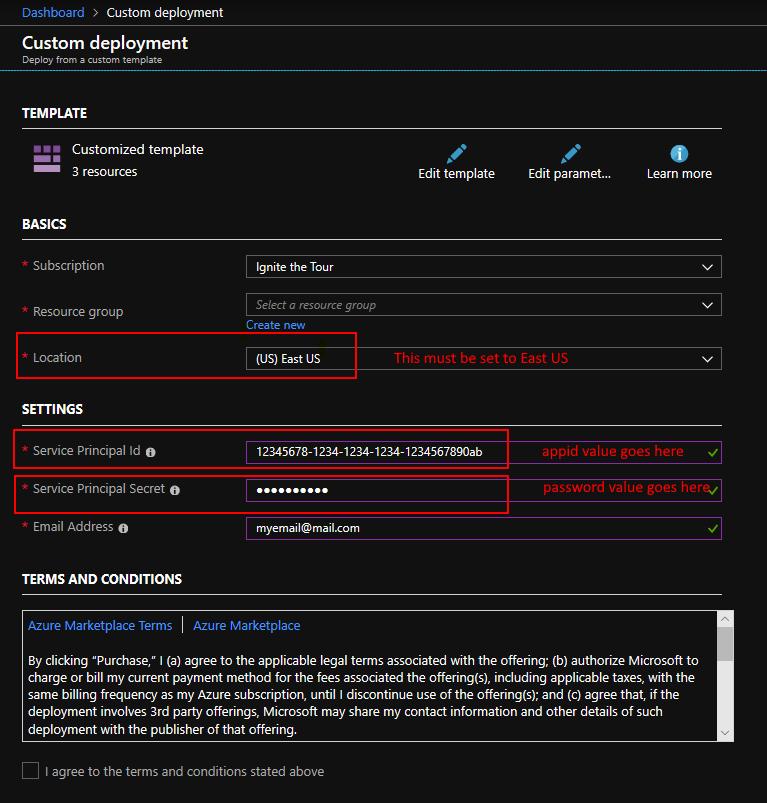 Dashboard > Custom deployment
Custom deployment
Deploy from a custom template
TEMPLATE
Customized template
3 resources
Edit template
Edit paramet...
Learn more
BASICS
* Subscription
Ignite the Tour
* Resource group
Select a resource group
Create new
* Location
(US) East US
This must be set to East US
SETTINGS
* Service Principal Id
12345678-1234-1234-1234-1234567890ab
appid value goes here
* Service Principal Secret
●●●●●●●●●●
password value goes here
* Email Address
myemail@mail.com
TERMS AND CONDITIONS
Azure Marketplace Terms | Azure Marketplace
By clicking “Purchase,” I (a) agree to the applicable legal terms associated with the offering; (b) authorize Microsoft to
charge or bill my current payment method for the fees associated the offering(s), including applicable taxes, with the
same billing frequency as my Azure subscription, until I discontinue use of the offering(s); and (c) agree that, if the
deployment involves 3rd party offerings, Microsoft may share my contact information and other details of such
deployment with the publisher of that offering.
I agree to the terms and conditions stated above